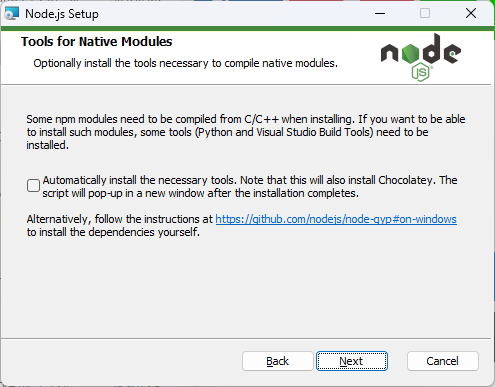 Node.js Setup
Tools for Native Modules
Optionally install the tools necessary to compile native modules.
node
JS
Some npm modules need to be compiled from C/C++ when installing. If you want to be able
to install such modules, some tools (Python and Visual Studio Build Tools) need to be
installed.
Automatically install the necessary tools. Note that this will also install Chocolatey. The
script will pop-up in a new window after the installation completes.
Alternatively, follow the instructions at https://github.com/nodejs/node-gyp#on-windows
to install the dependencies yourself.
Back Next Cancel